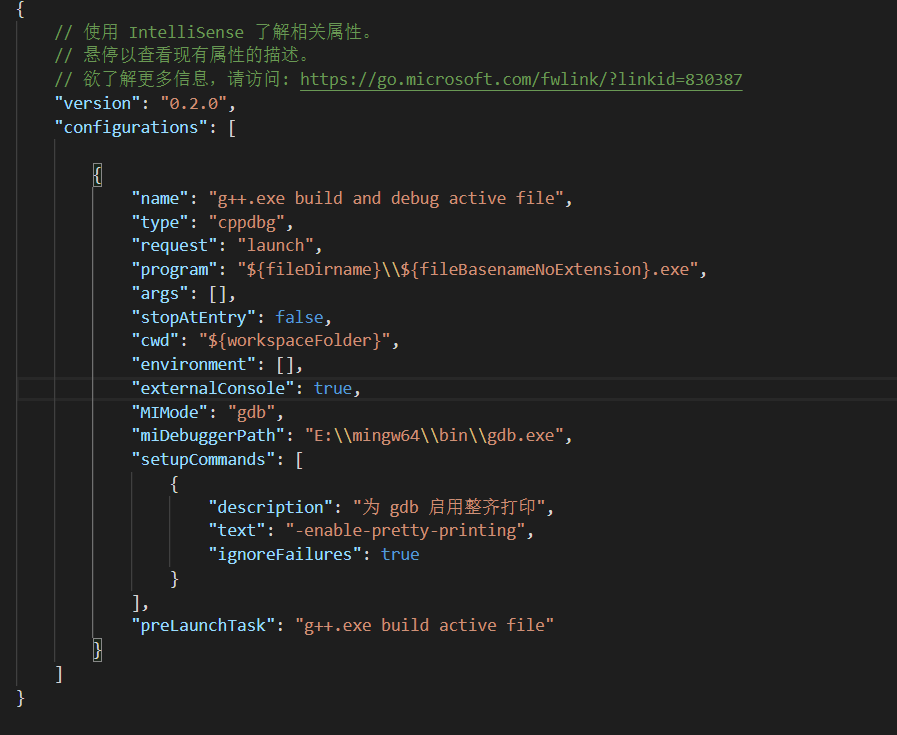 {
// 使用 IntelliSense 了解相关属性。
// 悬停以查看现有属性的描述。
// 欲了解更多信息，请访问: https://go.microsoft.com/fwlink/?linkid=830387
"version": "0.2.0",
"configurations": [
{
"name": "g++.exe build and debug active file",
"type": "cppdbg",
"request": "launch",
"program": "${fileDirname}\\${fileBasenameNoExtension}.exe",
"args": [],
"stopAtEntry": false,
"cwd": "${workspaceFolder}",
"environment": [],
"externalConsole": true,
"MIMode": "gdb",
"miDebuggerPath": "E:\\mingw64\\bin\\gdb.exe",
"setupCommands": [
{
"description": "为 gdb 启用整齐打印",
"text": "-enable-pretty-printing",
"ignoreFailures": true
}
],
"preLaunchTask": "g++.exe build active file"
}
]
}